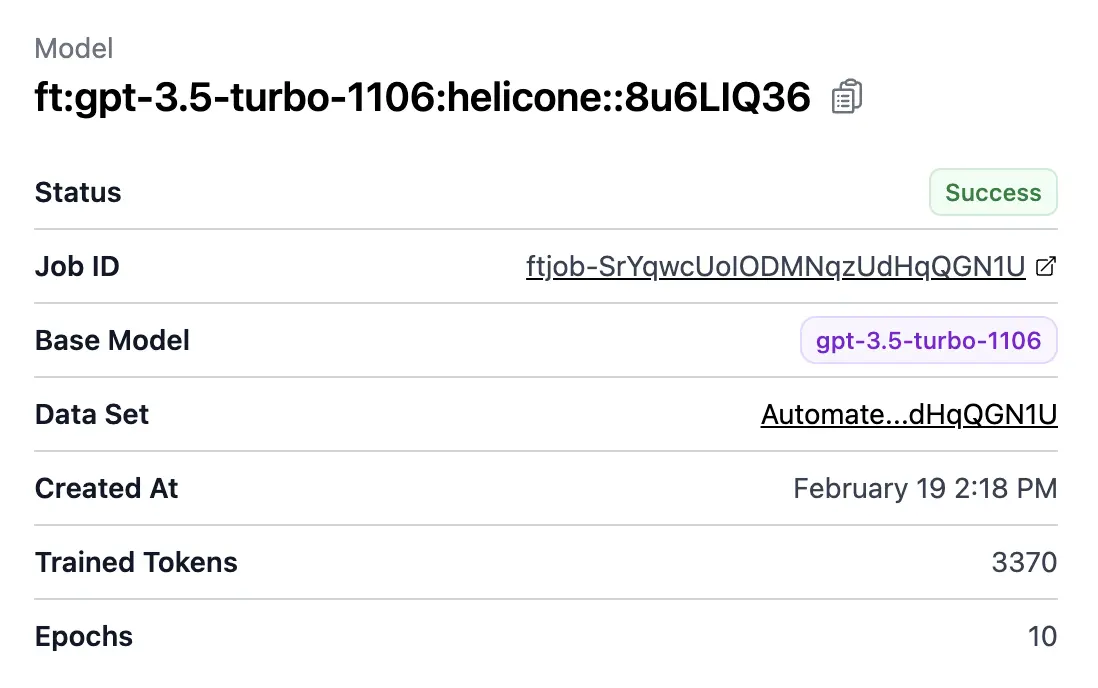 Model
ft:gpt-3.5-turbo-1106:helicone::8u6LIQ36
Status Success
Job ID ftjob-SrYqwcUoIODMNqzUdHqQGN1U
Base Model gpt-3.5-turbo-1106
Data Set Automate...dHqQGN1U
Created At February 19 2:18 PM
Trained Tokens 3370
Epochs 10